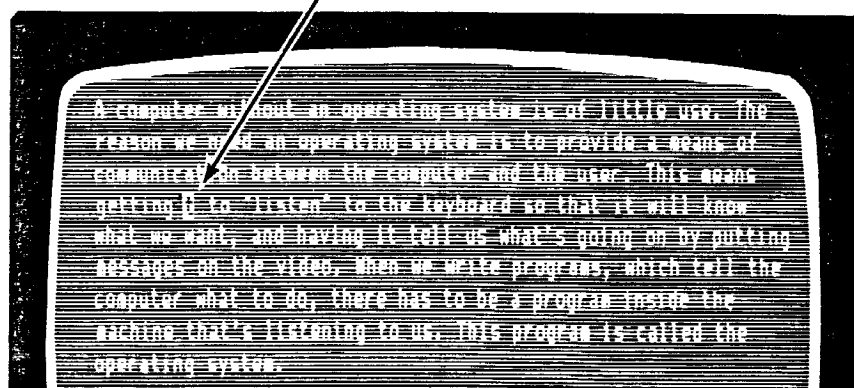 A computer without an operating system is of little use. The
reason we need an operating system is to provide a means of
communication between the computer and the user. This means
getting to "listen" to the keyboard so that it will know
what we want, and having it tell us what's going on by putting
messages on the video. When we write programs, which tell the
computer what to do, there has to be a program inside the
machine that's listening to us. This program is called the
operating system.